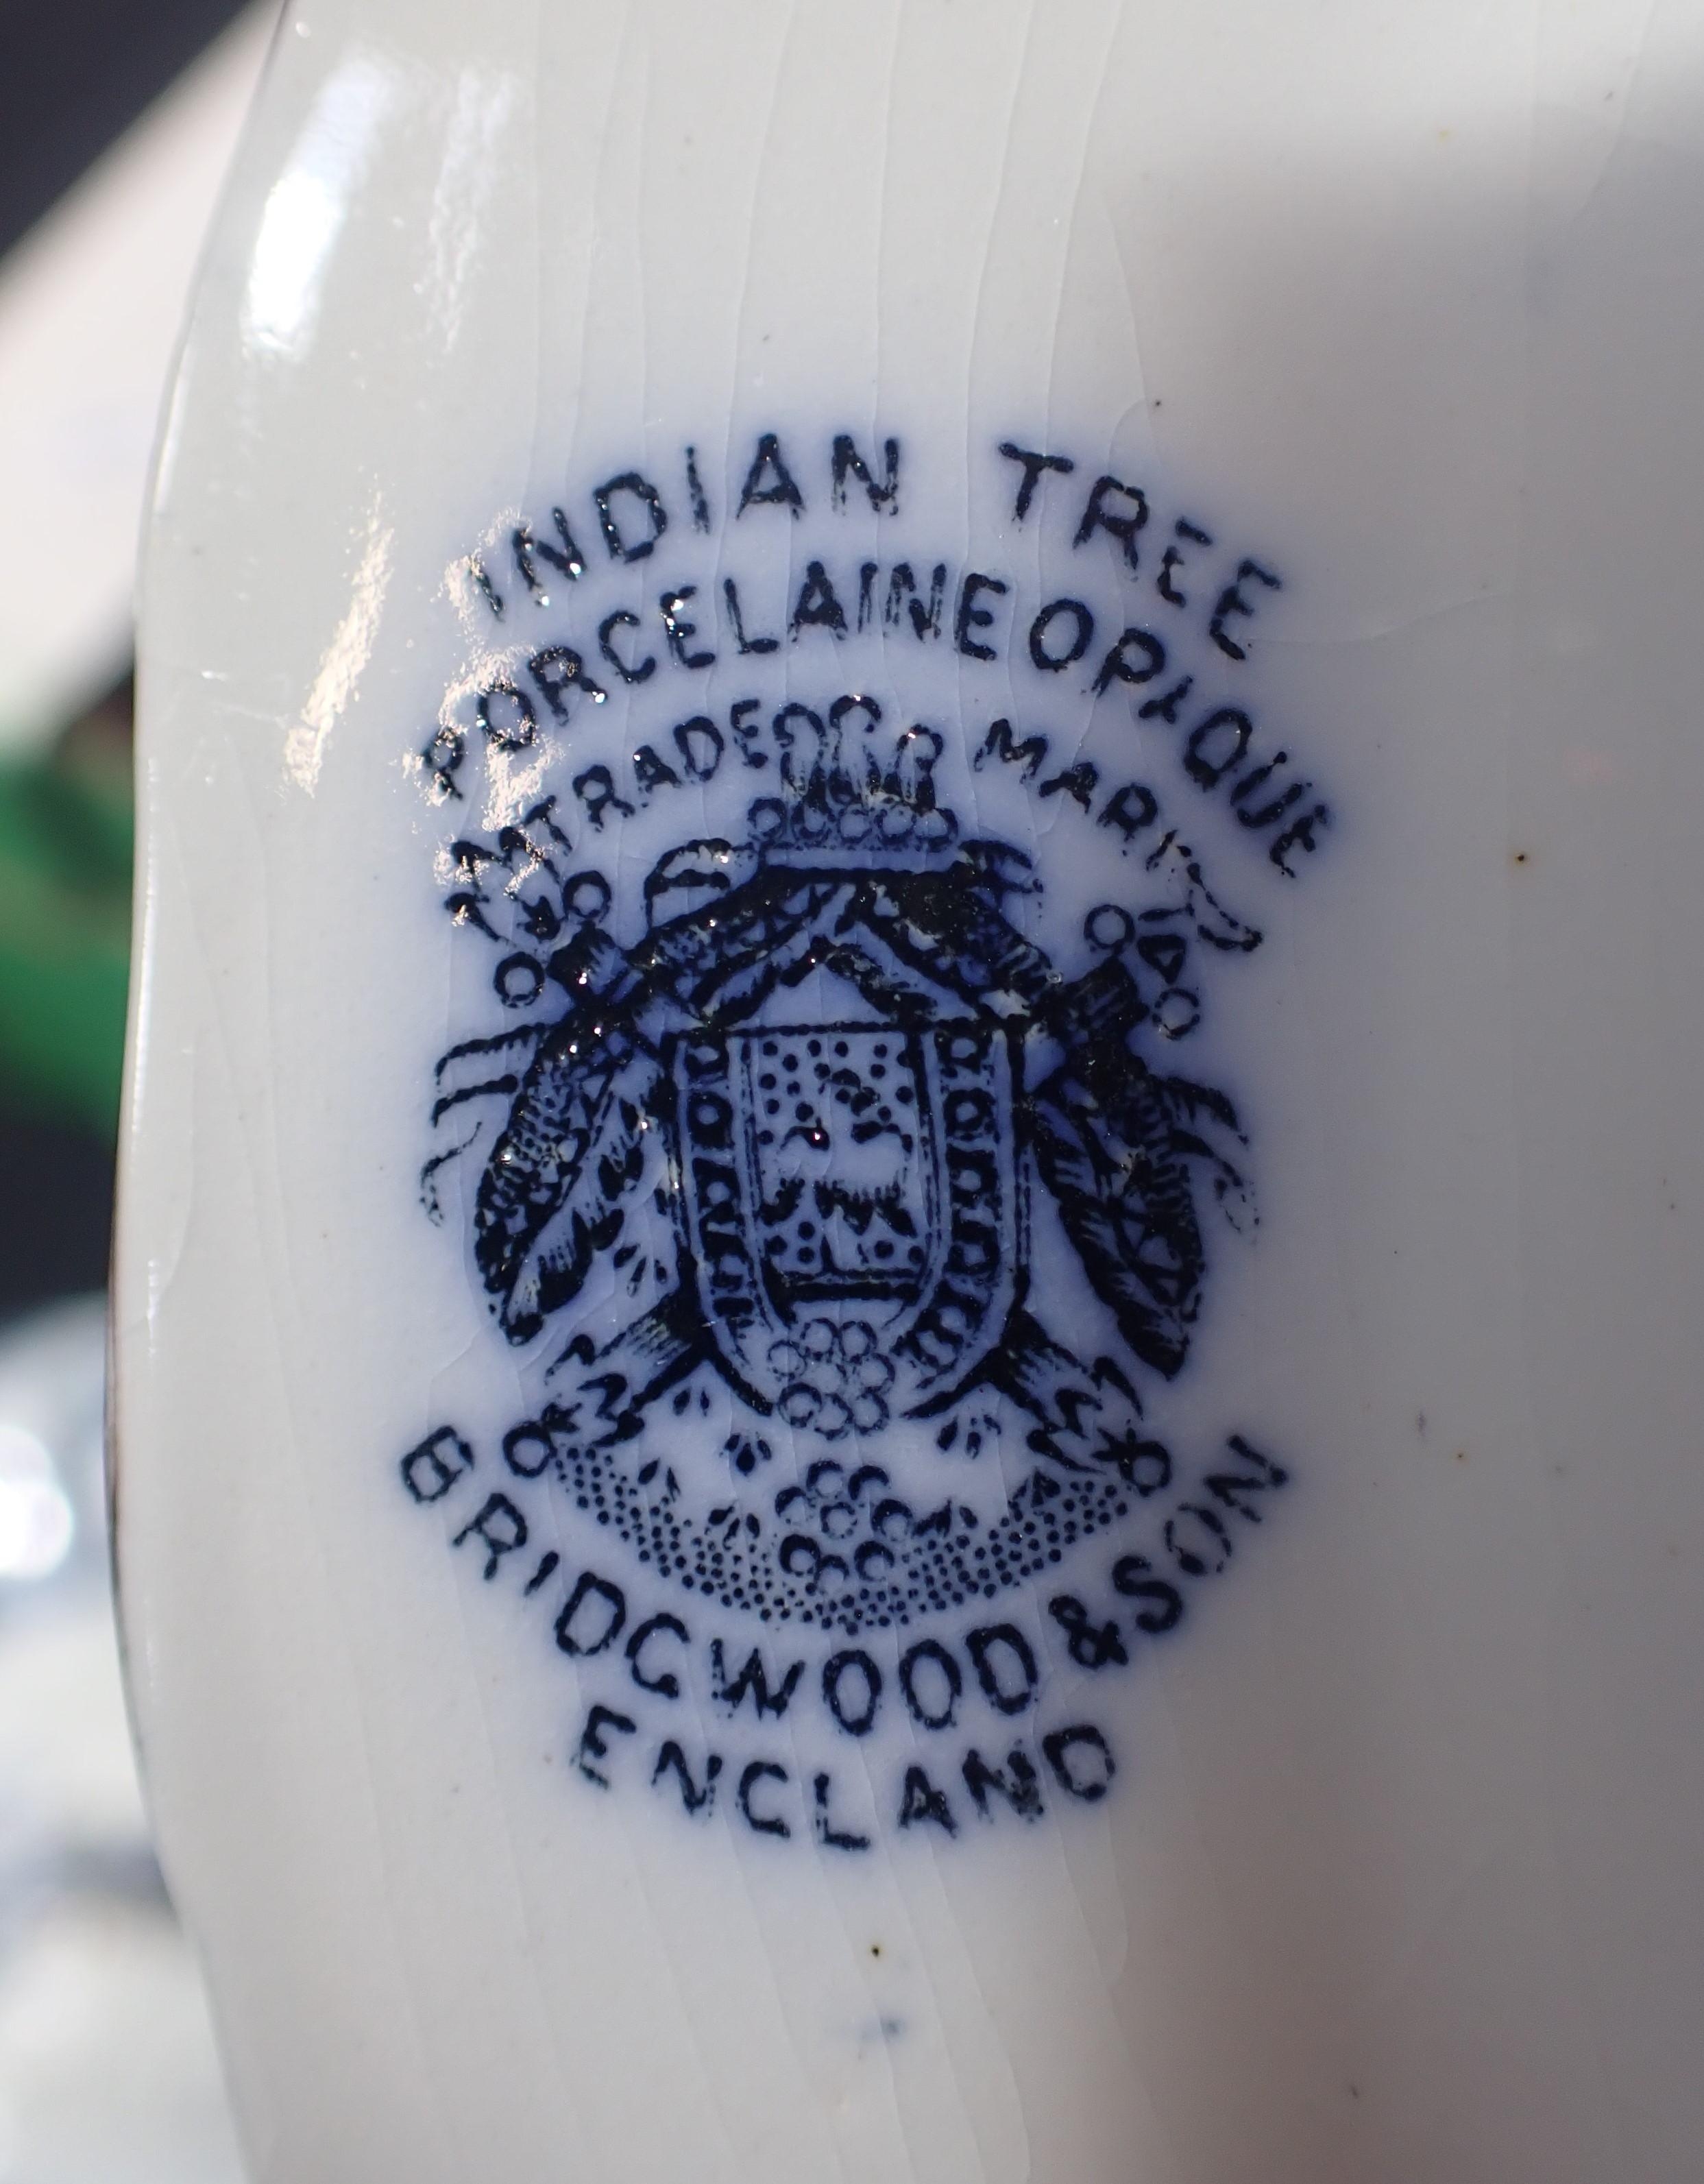 INDIAN TREE
PORCELAINE OPAQUE
TRADE MARK
BRIDGWOOD & SON
ENGLAND